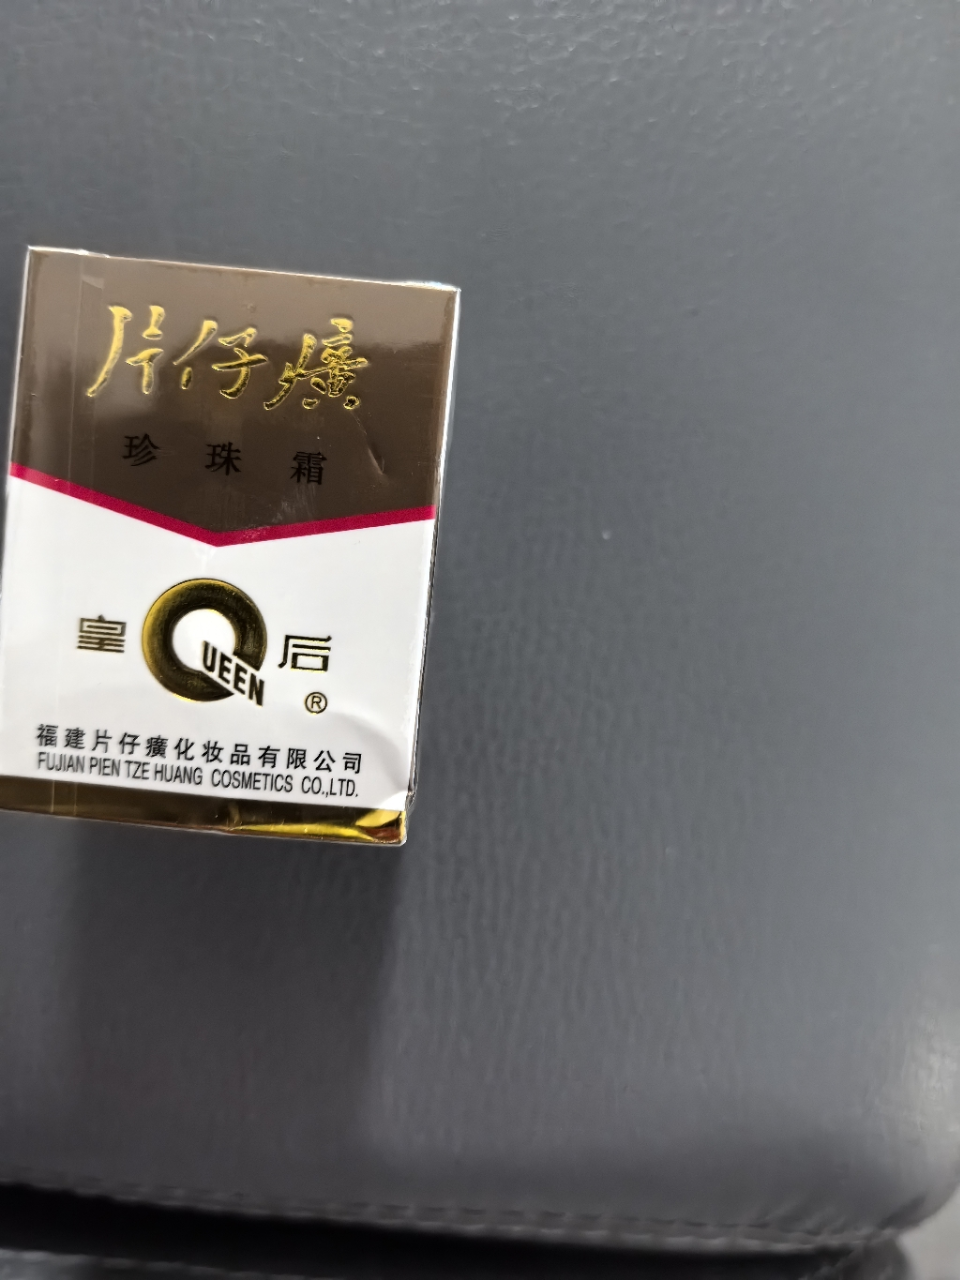 片仔癀
珍珠霜
皇 QUEEN 后
®
福建片仔癀化妆品有限公司
FUJIAN PIEN TZE HUANG COSMETICS CO.,LTD.